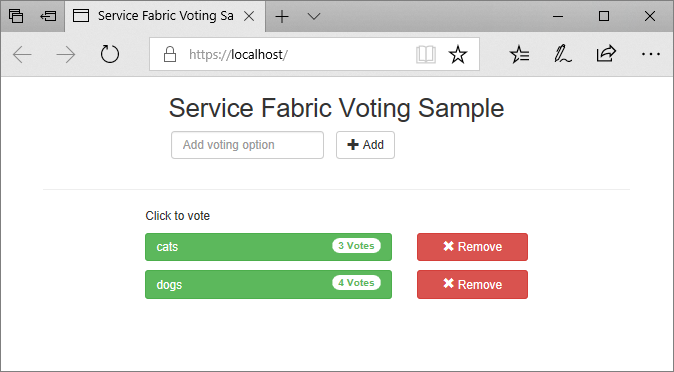 Service Fabric Voting Sa
https://localhost/
Service Fabric Voting Sample
Add voting option
Add
Click to vote
cats 3 Votes Remove
dogs 4 Votes Remove